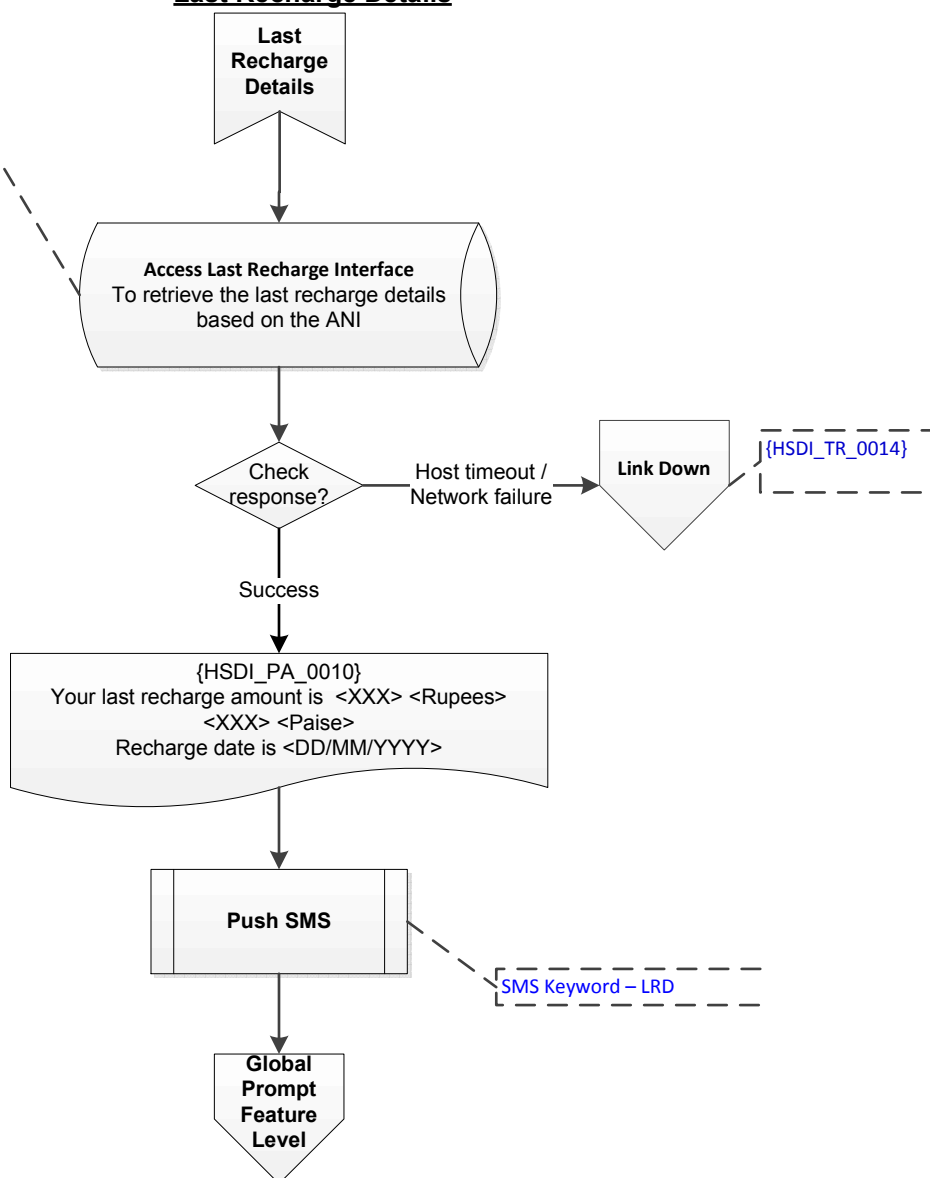 Last Recharge Details
Last
Recharge
Details
Access Last Recharge Interface
To retrieve the last recharge details
based on the ANI
Check
response?
Host timeout /
Network failure
Link Down
{HSDI_TR_0014}
Success
{HSDI_PA_0010}
Your last recharge amount is <XXX> <Rupees>
<XXX> <Paise>
Recharge date is <DD/MM/YYYY>
Push SMS
SMS Keyword – LRD
Global
Prompt
Feature
Level